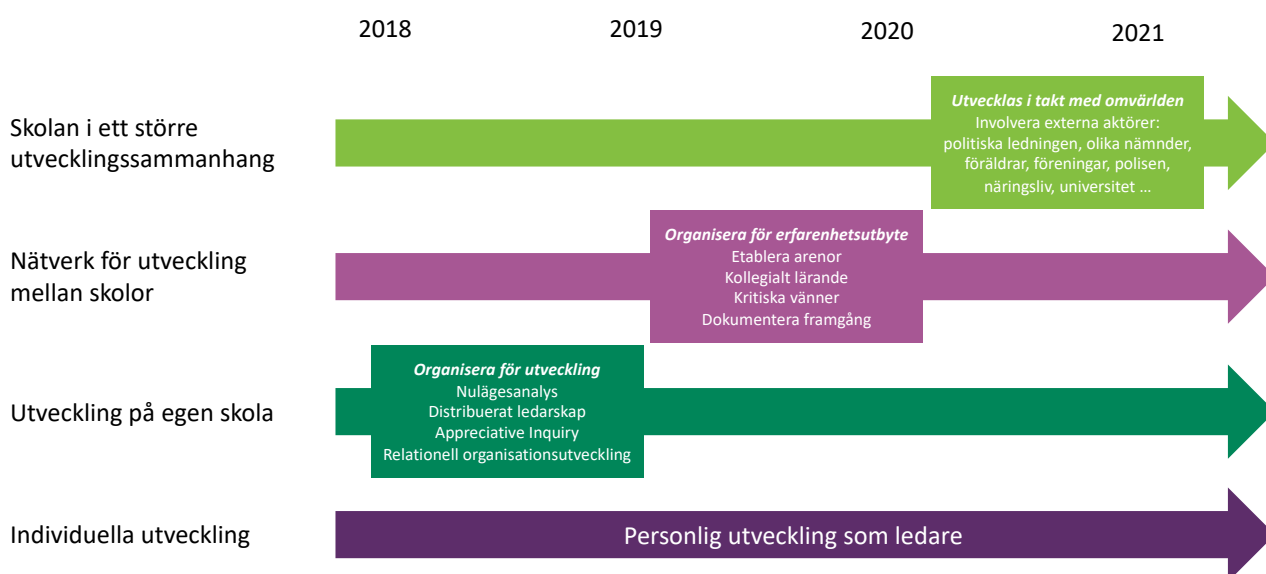 2018
2019
2020
2021
Skolan i ett större
utvecklingssammanhang
Utvecklas i takt med omvärlden
Involvera externa aktörer:
politiska ledningen, olika nämnder,
föräldrar, föreningar, polisen,
näringsliv, universitet ...
Nätverk för utveckling
mellan skolor
Organisera för erfarenhetsutbyte
Etablera arenor
Kollegialt lärande
Kritiska vänner
Dokumentera framgång
Utveckling på egen skola
Organisera för utveckling
Nulägesanalys
Distribuerat ledarskap
Appreciative Inquiry
Relationell organisationsutveckling
Individuella utveckling
Personlig utveckling som ledare